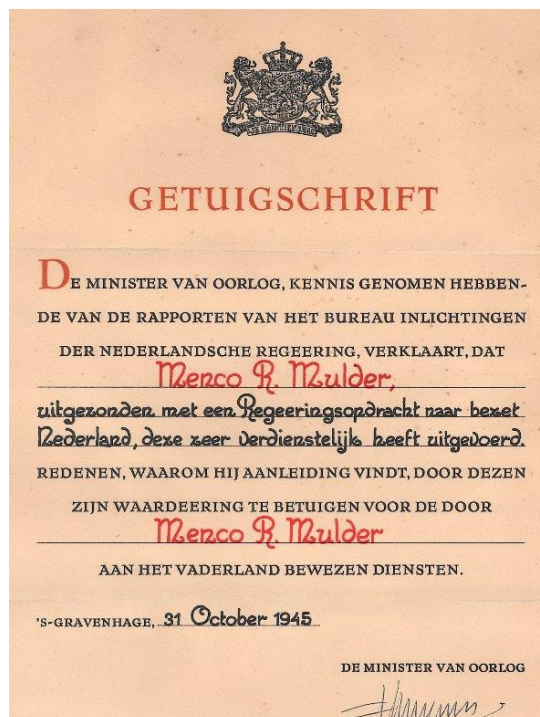 GETUIGSCHRIFT
DE MINISTER VAN OORLOG, KENNIS GENOMEN HEBBEN-
DE VAN DE RAPPORTEN VAN HET BUREAU INLICHTINGEN
DER NEDERLANDSCHE REGEERING, VERKLAART, DAT
Menco R. Mulder,
uitgezonden met een Regeeringsopdracht naar bezet
Nederland, deze zeer verdienstelijk heeft uitgevoerd.
REDENEN, WAAROM HIJ AANLEIDING VINDT, DOOR DEZEN
ZIJN WAARDEERING TE BETUIGEN VOOR DE DOOR
Menco R. Mulder
AAN HET VADERLAND BEWEZEN DIENSTEN.
'S-GRAVENHAGE, 31 October 1945
DE MINISTER VAN OORLOG